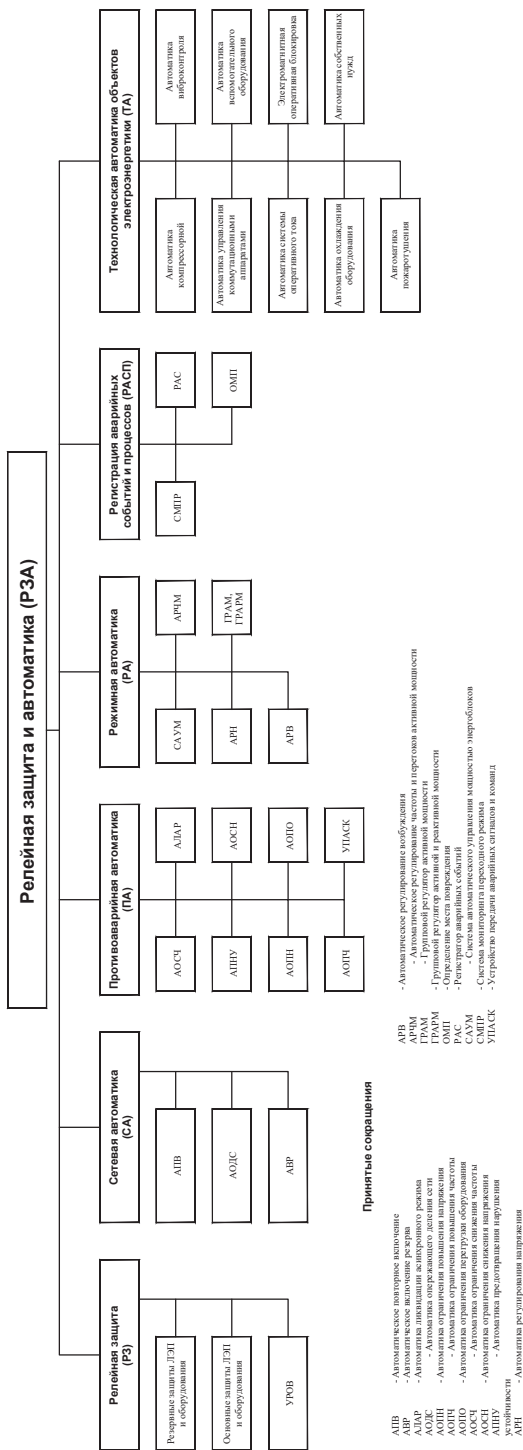 Релейная защита и автоматика (РЗА)
Релейная защита
(РЗ)
Резервные защиты ЛЭП
и оборудования
Основные защиты ЛЭП
и оборудования
УРОВ
Сетевая автоматика
(СА)
АПВ
АОДС
АВР
Противоаварийная автоматика
(ПА)
АОСЧ
АЛАР
АПНУ
АОСН
АОПН
АОПО
АОПЧ
УПАСК
Режимная автоматика
(РА)
САУМ
АРЧМ
АРН
ГРАМ,
ГРАРМ
АРВ
Регистрация аварийных
событий и процессов (РАСП)
СМПР
РАС
ОМП
Технологическая автоматика объектов
электроэнергетики (ТА)
Автоматика
компрессорной
Автоматика
виброконтроля
Автоматика управления
коммутационными
аппаратами
Автоматика
вспомогательного
оборудования
Автоматика системы
оперативного тока
Электромагнитная
оперативная блокировка
Автоматика охлаждения
оборудования
Автоматика собственных
нужд
Автоматика
пожаротушения
Принятые сокращения
АПВ - Автоматическое повторное включение
АВР - Автоматическое включение резерва
АЛАР - Автоматика ликвидации асинхронного режима
АОДС - Автоматика опережающего деления сети
АОПН - Автоматика ограничения повышения напряжения
АОПЧ - Автоматика ограничения повышения частоты
АОПО - Автоматика ограничения перегрузки оборудования
АОСЧ - Автоматика ограничения снижения частоты
АОСН - Автоматика ограничения снижения напряжения
АПНУ - Автоматика предотвращения нарушения
устойчивости
АРН - Автоматика регулирования напряжения
АРВ - Автоматическое регулирование возбуждения
АРЧМ - Автоматическое регулирование частоты и перетоков активной мощности
ГРАМ - Групповой регулятор активной мощности
ГРАРМ - Групповой регулятор активной и реактивной мощности
ОМП - Определение места повреждения
РАС - Регистратор аварийных событий
САУМ - Система автоматического управления мощностью энергоблоков
СМПР - Система мониторинга переходного режима
УПАСК - Устройство передачи аварийных сигналов и команд